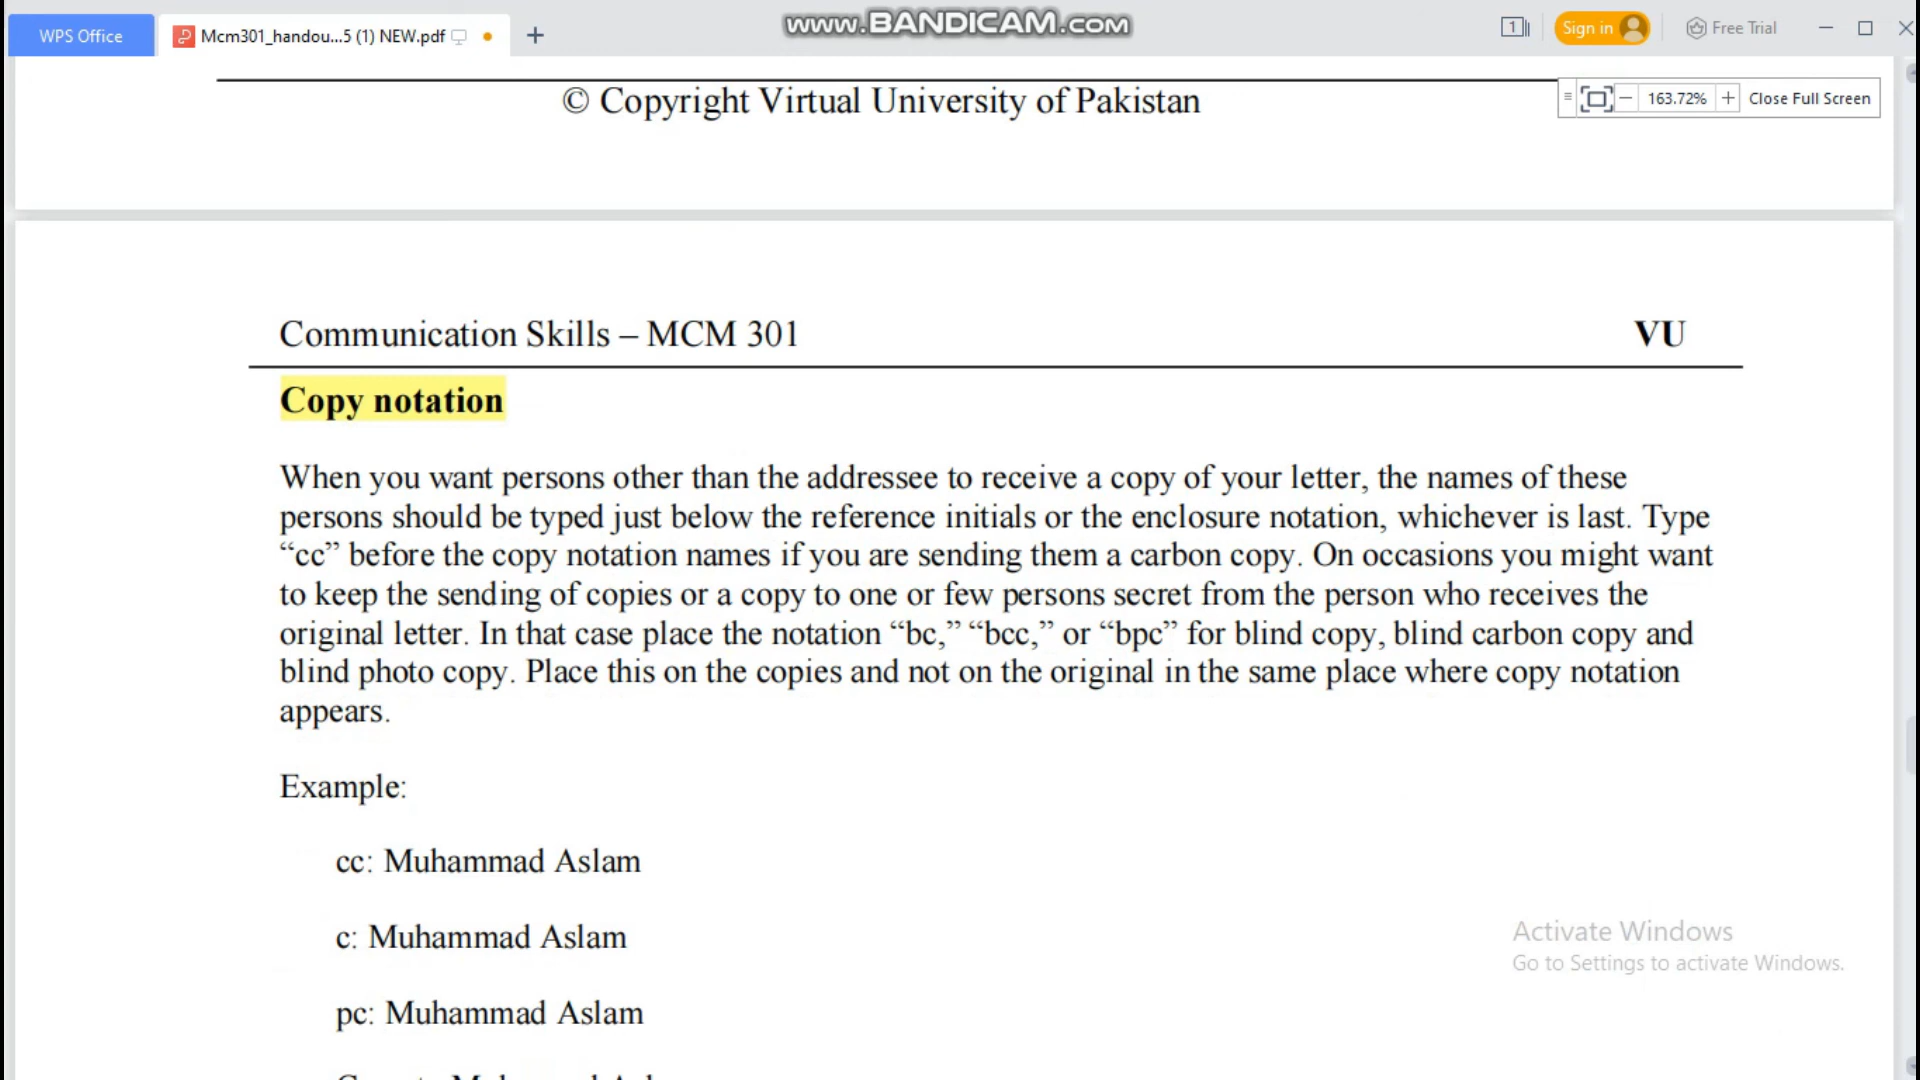 www.BANDICAM.com
WPS Office
Mcm301_handou...5 (1) NEW.pdf
1
Sign in
Free Trial
© Copyright Virtual University of Pakistan
163.72%
Close Full Screen
Communication Skills – MCM 301 VU
Copy notation
When you want persons other than the addressee to receive a copy of your letter, the names of these
persons should be typed just below the reference initials or the enclosure notation, whichever is last. Type
“cc” before the copy notation names if you are sending them a carbon copy. On occasions you might want
to keep the sending of copies or a copy to one or few persons secret from the person who receives the
original letter. In that case place the notation “bc,” “bcc,” or “bpc” for blind copy, blind carbon copy and
blind photo copy. Place this on the copies and not on the original in the same place where copy notation
appears.
Example:
cc: Muhammad Aslam
c: Muhammad Aslam
Activate Windows
Go to Settings to activate Windows.
pc: Muhammad Aslam